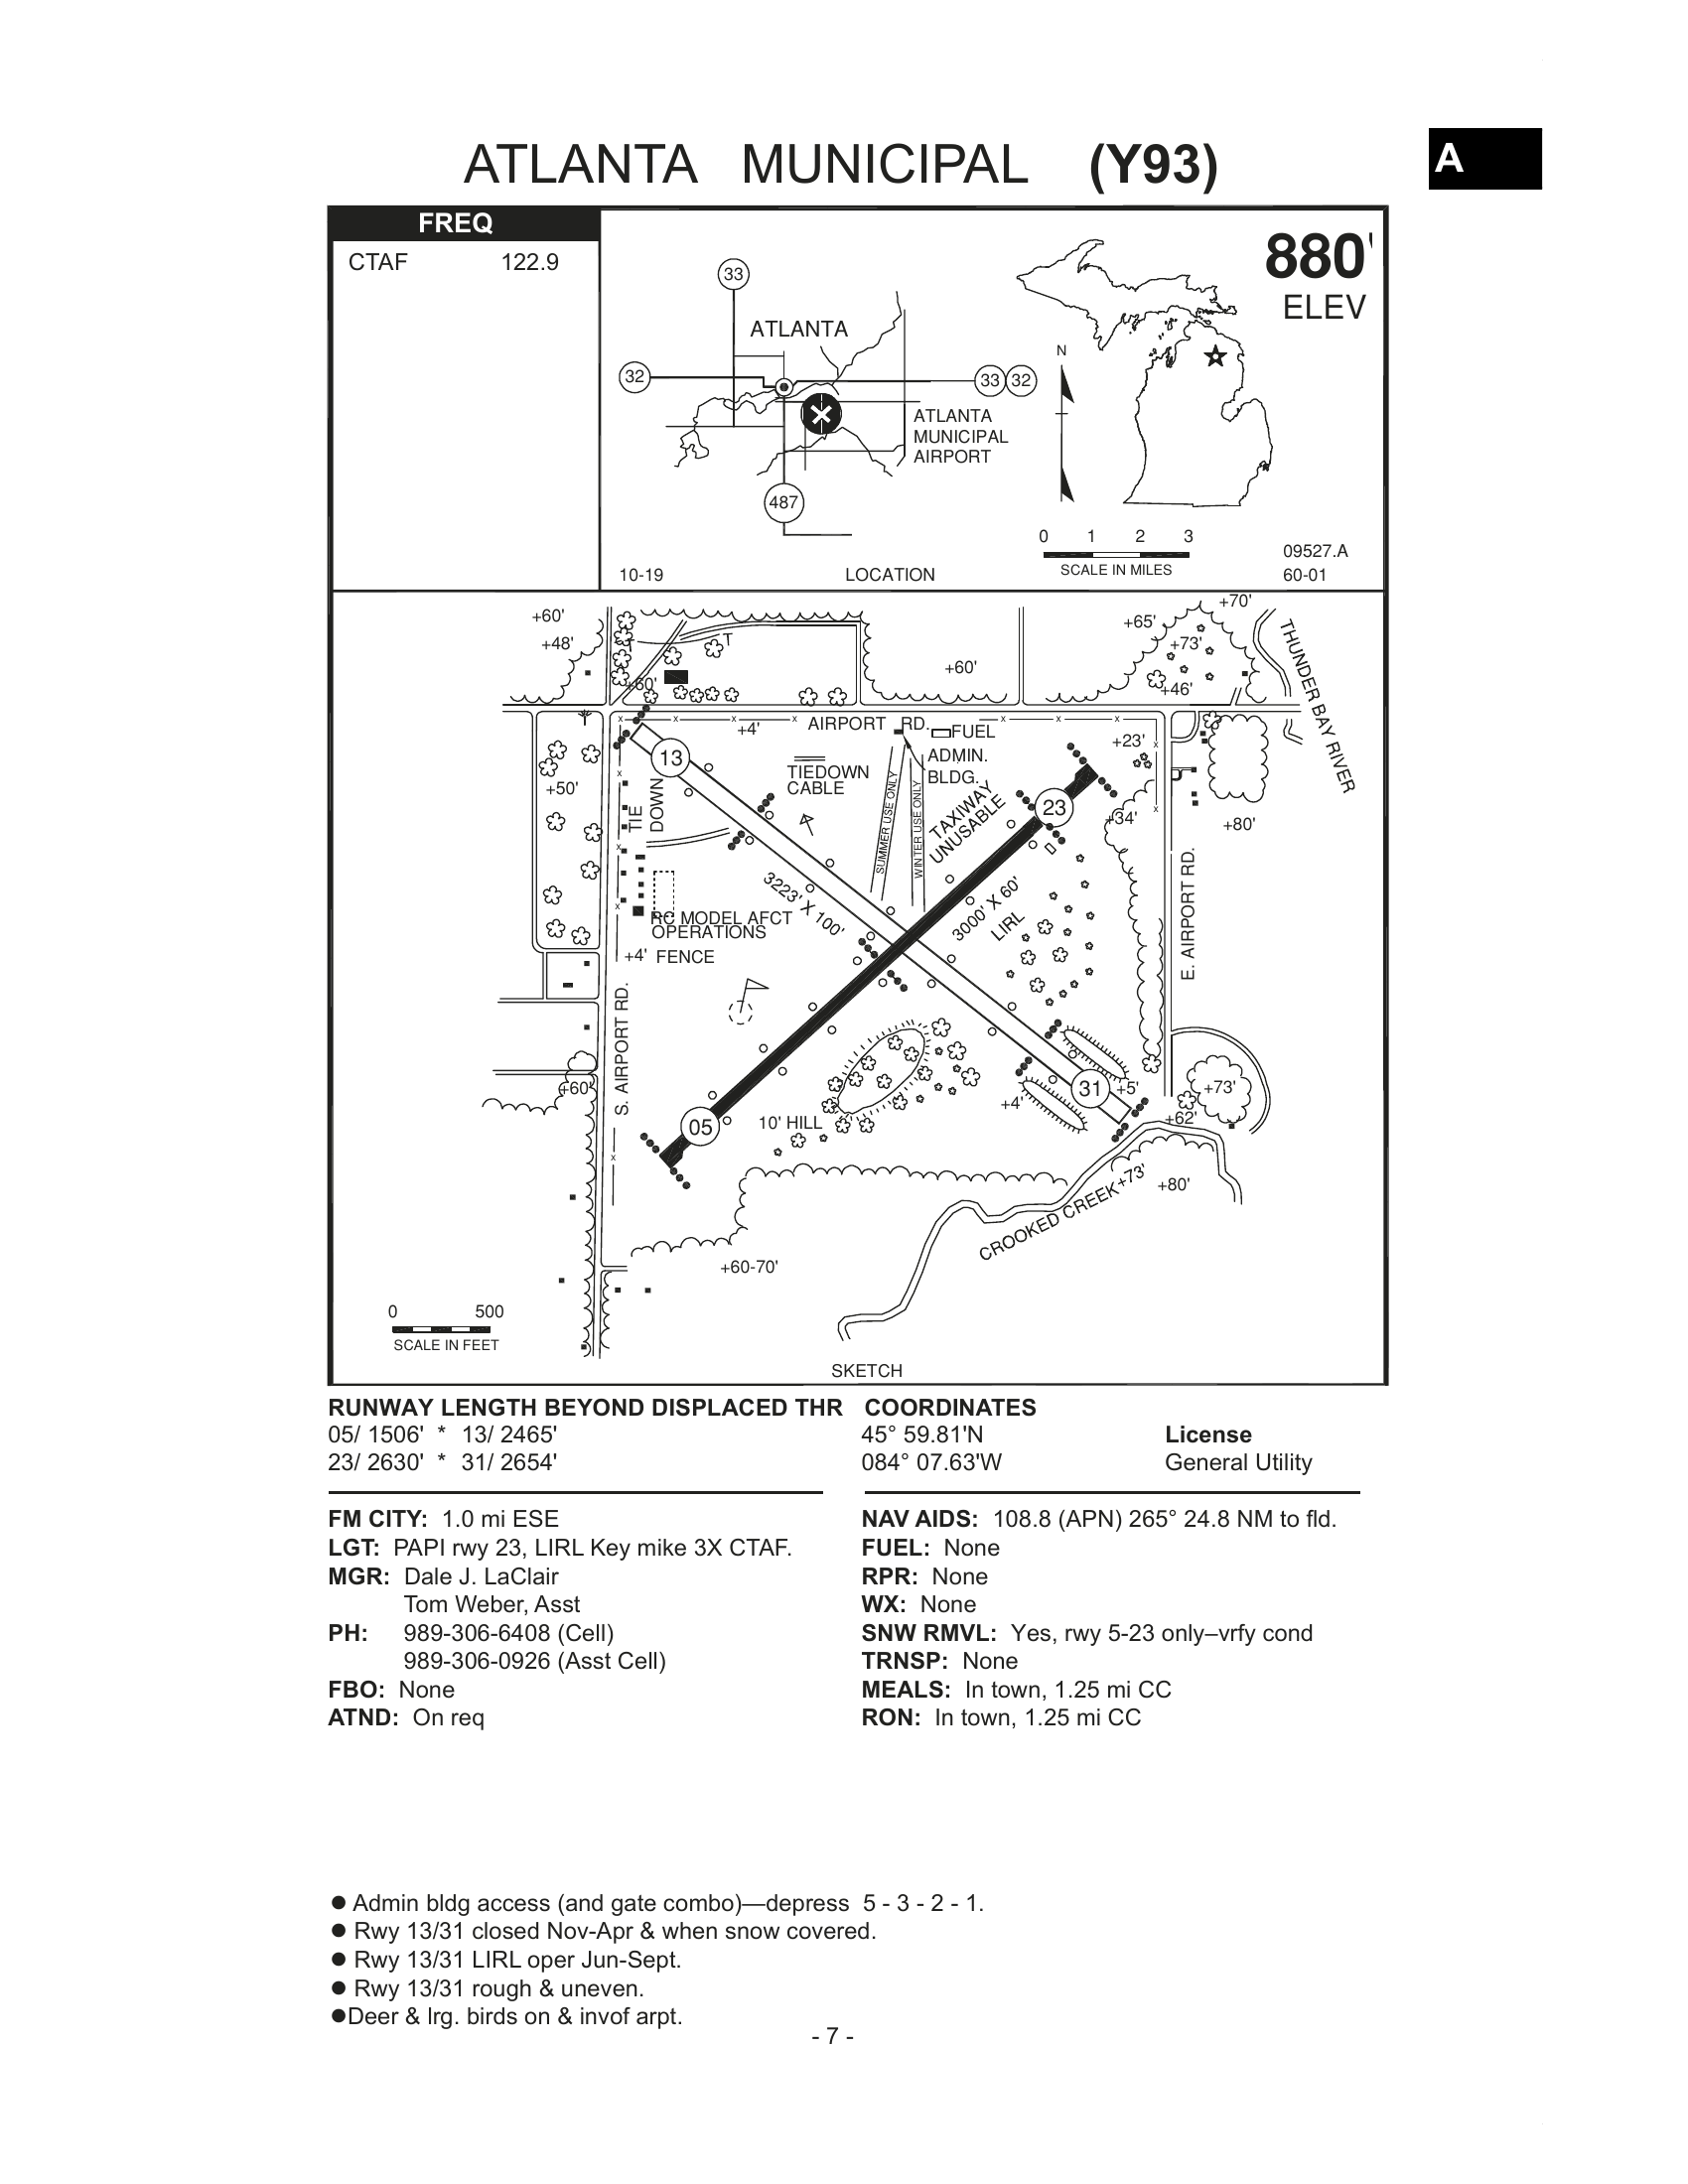 ATLANTA MUNICIPAL (Y93)
A
FREQ
CTAF 122.9
880'
ELEV
33
ATLANTA
32
33 32
ATLANTA
MUNICIPAL
AIRPORT
487
N
0 1 2 3
SCALE IN MILES
09527.A
60-01
10-19
LOCATION
+60'
+48'
T
T
+60'
+60'
+65'
+70'
+73'
+46'
THUNDER BAY RIVER
AIRPORT RD.
+4'
FUEL
ADMIN.
BLDG.
+23'
13
TIEDOWN
CABLE
TIE
DOWN
SUMMER USE ONLY
WINTER USE ONLY
TAXIWAY
UNUSABLE
23
+34'
+80'
+50'
3223' X 100'
3000' X 60'
LIRL
E. AIRPORT RD.
RC MODEL AFCT
OPERATIONS
+4' FENCE
S. AIRPORT RD.
+60'
05
10' HILL
+4'
31
+5'
+73'
+62'
+73'
+80'
CROOKED CREEK
+60-70'
0 500
SCALE IN FEET
SKETCH
RUNWAY LENGTH BEYOND DISPLACED THR COORDINATES
05/ 1506' * 13/ 2465' 45° 59.81'N License
23/ 2630' * 31/ 2654' 084° 07.63'W General Utility
FM CITY: 1.0 mi ESE
LGT: PAPI rwy 23, LIRL Key mike 3X CTAF.
MGR: Dale J. LaClair
Tom Weber, Asst
PH: 989-306-6408 (Cell)
989-306-0926 (Asst Cell)
FBO: None
ATND: On req
NAV AIDS: 108.8 (APN) 265° 24.8 NM to fld.
FUEL: None
RPR: None
WX: None
SNW RMVL: Yes, rwy 5-23 only–vrfy cond
TRNSP: None
MEALS: In town, 1.25 mi CC
RON: In town, 1.25 mi CC
● Admin bldg access (and gate combo)—depress 5 - 3 - 2 - 1.
● Rwy 13/31 closed Nov-Apr & when snow covered.
● Rwy 13/31 LIRL oper Jun-Sept.
● Rwy 13/31 rough & uneven.
●Deer & lrg. birds on & invof arpt.
- 7 -